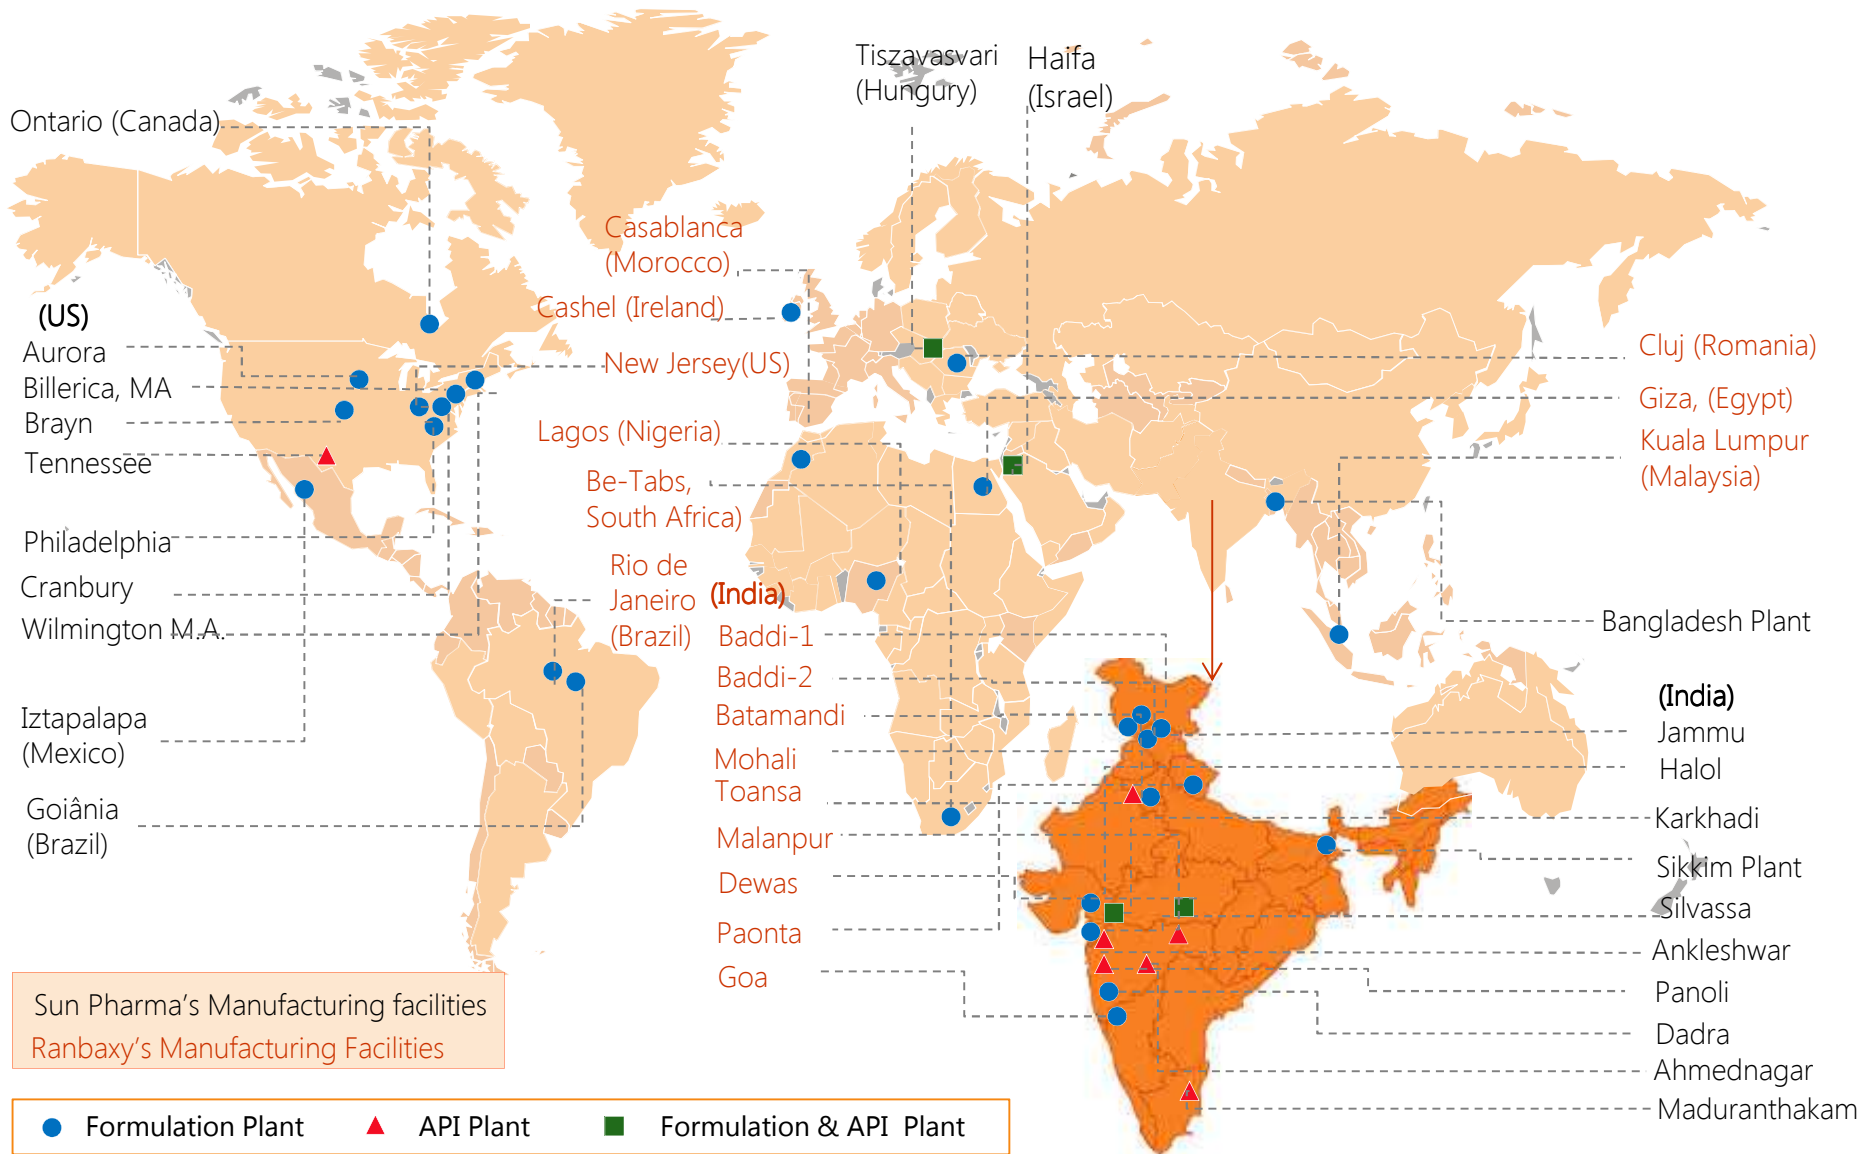 Tiszavasvari
(Hungury)
Haifa
(Israel)
Ontario (Canada)
Casablanca
(Morocco)
Cashel (Ireland)
New Jersey(US)
Lagos (Nigeria)
Be-Tabs,
South Africa)
Rio de
Janeiro
(Brazil)
(US)
Aurora
Billerica, MA
Brayn
Tennessee
Philadelphia
Cranbury
Wilmington M.A.
Iztapalapa
(Mexico)
Goiânia
(Brazil)
Cluj (Romania)
Giza, (Egypt)
Kuala Lumpur
(Malaysia)
Bangladesh Plant
(India)
Baddi-1
Baddi-2
Batamandi
Mohali
Toansa
Malanpur
Dewas
Paonta
Goa
(India)
Jammu
Halol
Karkhadi
Sikkim Plant
Silvassa
Ankleshwar
Panoli
Dadra
Ahmednagar
Maduranthakam
Sun Pharma's Manufacturing facilities
Ranbaxy's Manufacturing Facilities
Formulation Plant
API Plant
Formulation & API Plant